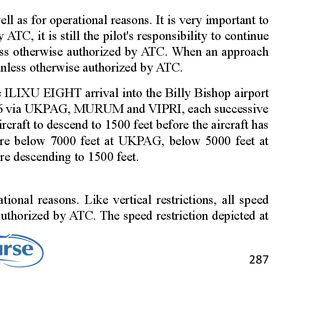 ell as for operational reasons. It is very important to
y ATC, it is still the pilot's responsibility to continue
ss otherwise authorized by ATC. When an approach
nless otherwise authorized by ATC.
ILIXU EIGHT arrival into the Billy Bishop airport
6 via UKPAG, MURUM and VIPRI, each successive
ircraft to descend to 1500 feet before the aircraft has
re below 7000 feet at UKPAG, below 5000 feet at
re descending to 1500 feet.
ational reasons. Like vertical restrictions, all speed
uthorized by ATC. The speed restriction depicted at
urse
287